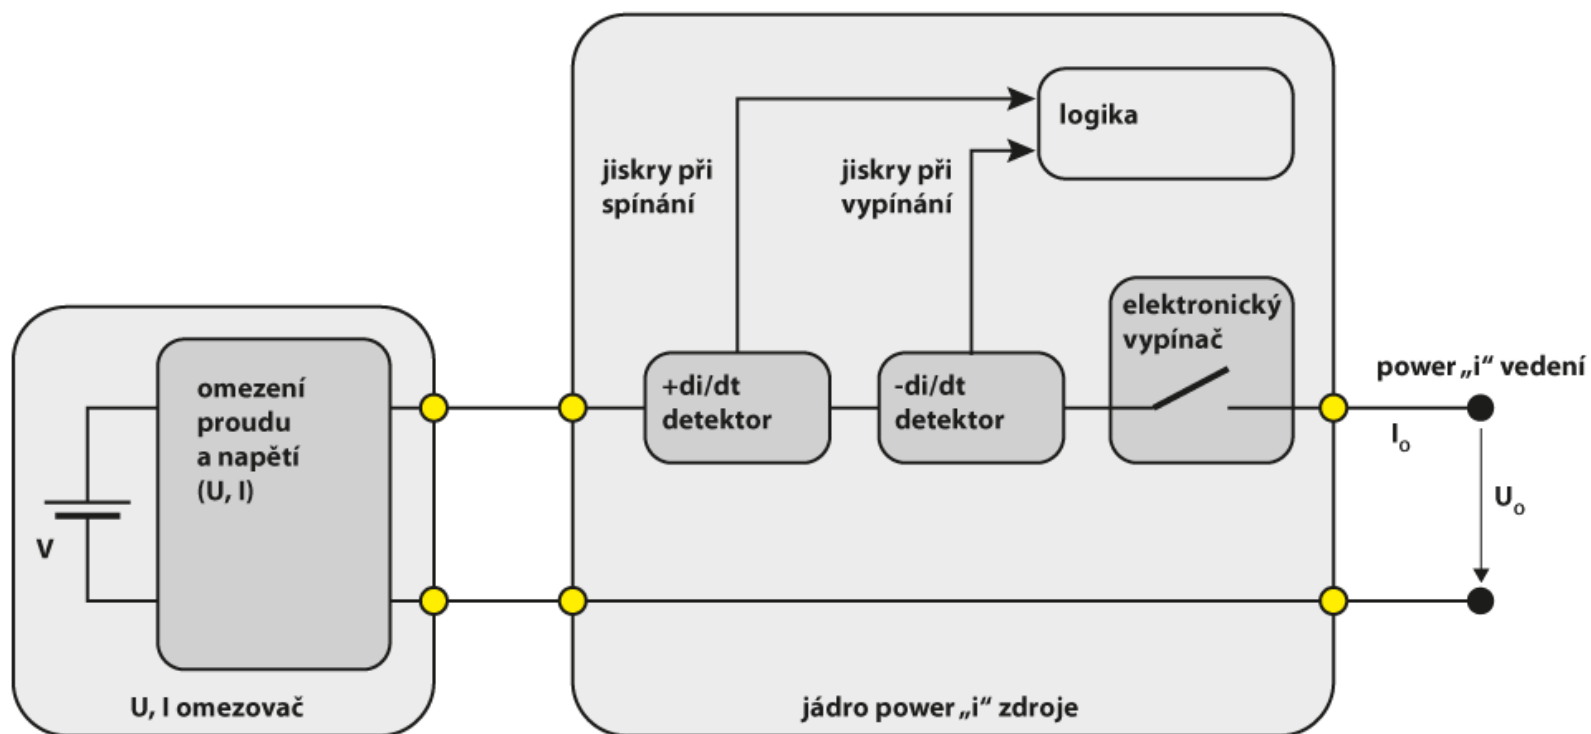 logika
jiskry při
spínání
jiskry při
vypínání
elektronický
vypínač
+di/dt
detektor
-di/dt
detektor
power„i“ vedení
Io
Uo
omezení
proudu
a napětí
(U, I)
V
U, I omezovač
jádro power„i“ zdroje